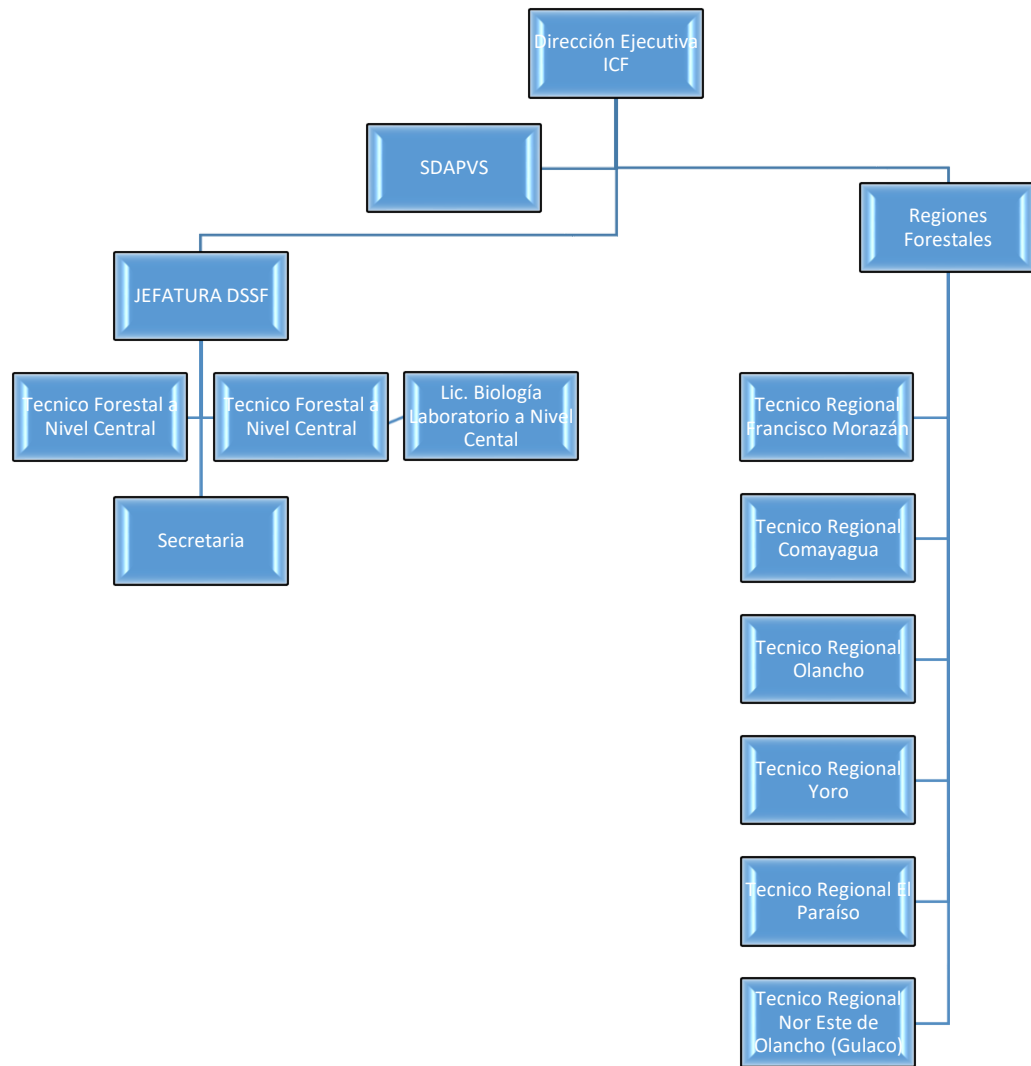 Dirección Ejecutiva
ICF
SDAPVS
Regiones
Forestales
JEFATURA DSSF
Tecnico Forestal a
Nivel Central
Tecnico Forestal a
Nivel Central
Lic. Biología
Laboratorio a Nivel
Cental
Secretaria
Tecnico Regional
Francisco Morazán
Tecnico Regional
Comayagua
Tecnico Regional
Olancho
Tecnico Regional
Yoro
Tecnico Regional El
Paraíso
Tecnico Regional
Nor Este de
Olancho (Gulaco)